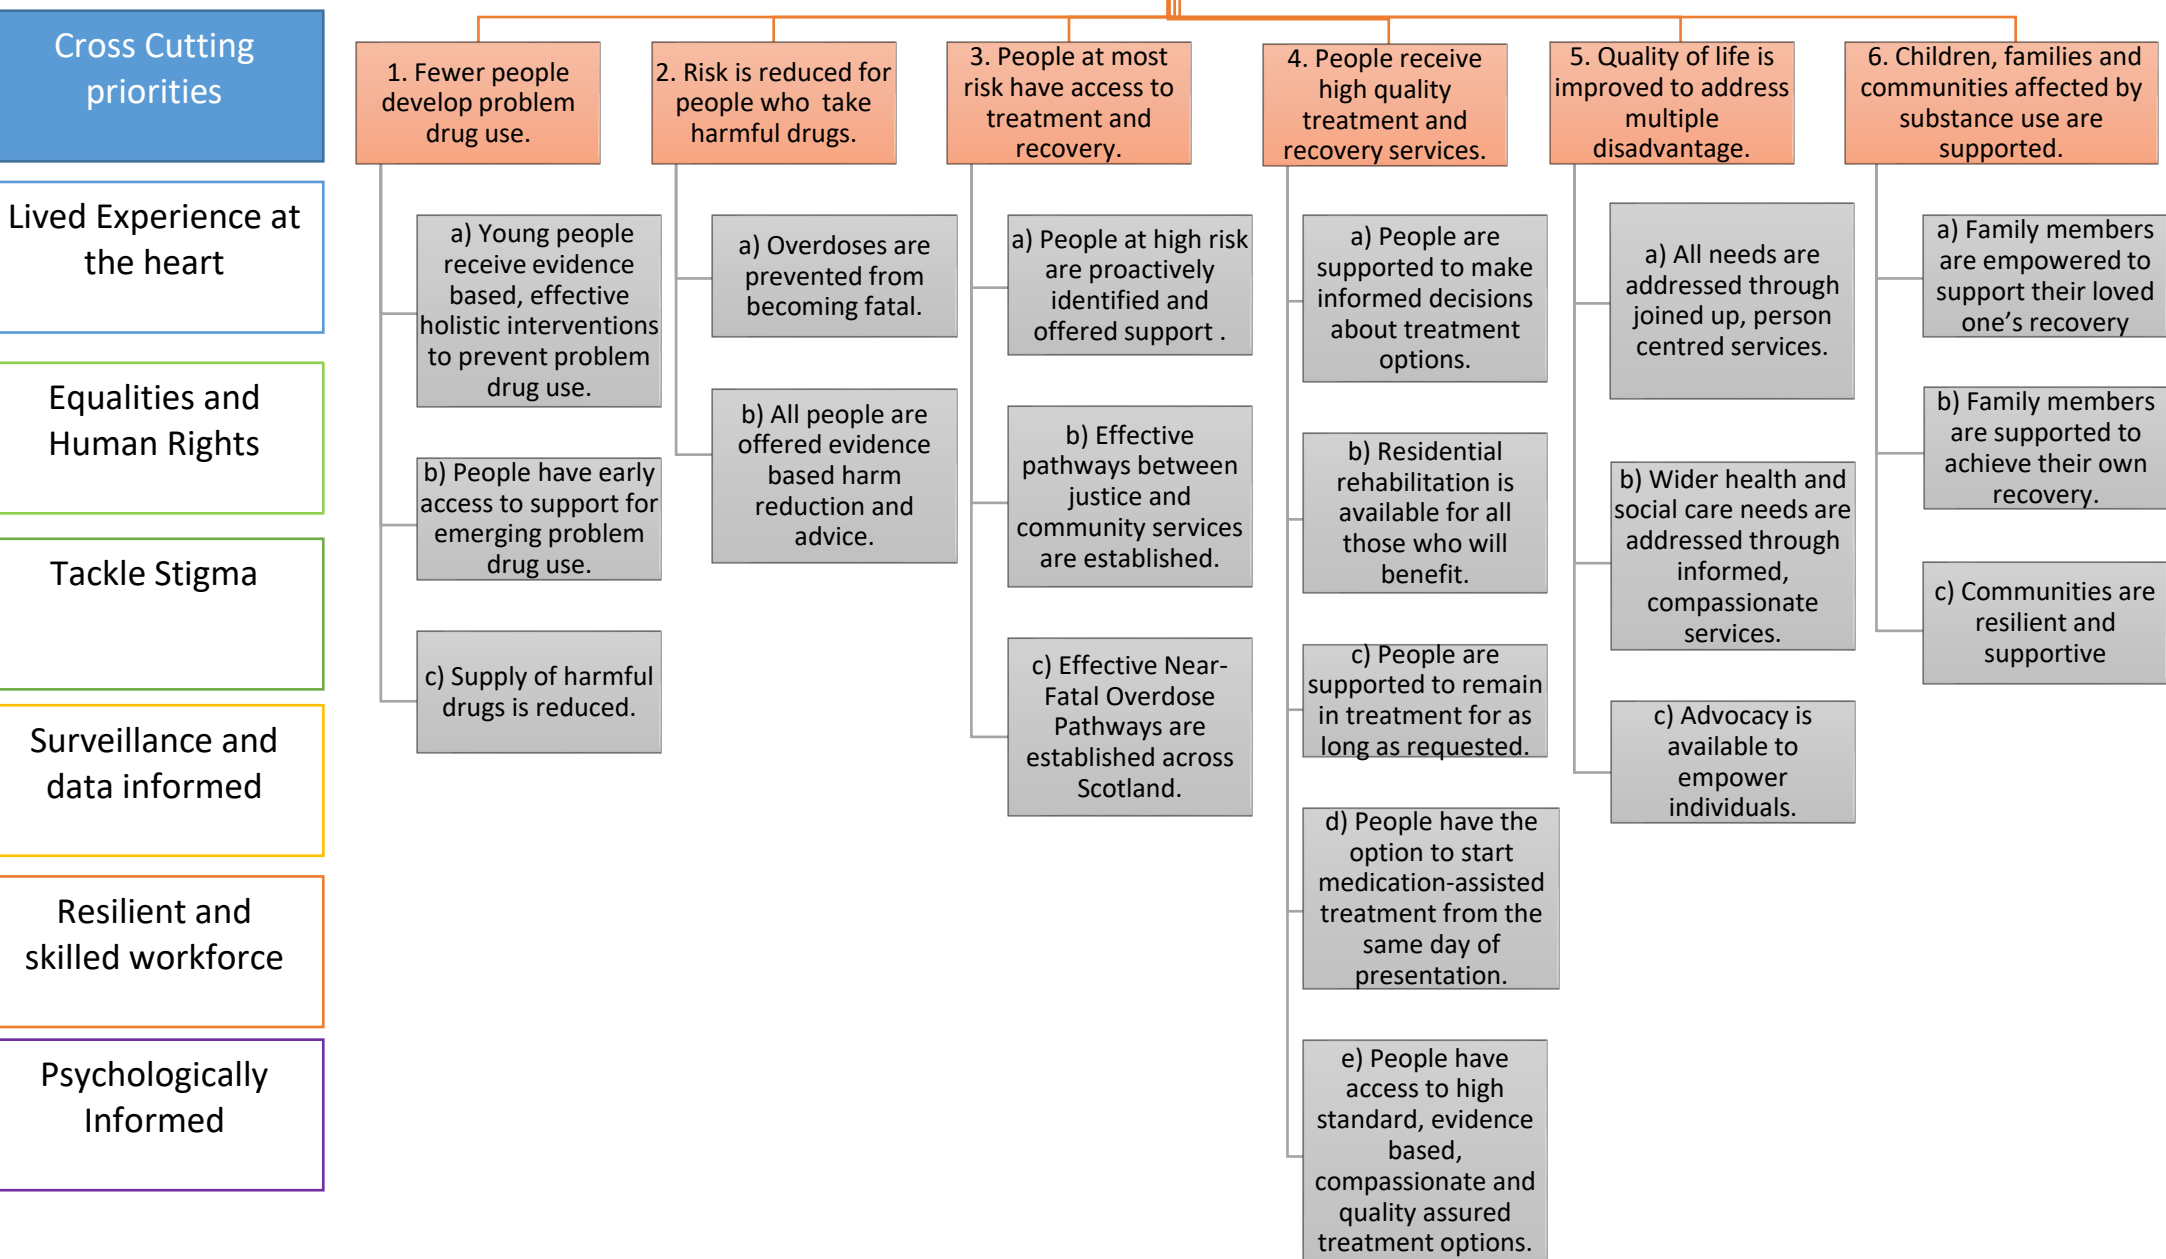 Cross Cutting
priorities
Lived Experience at
the heart
Equalities and
Human Rights
Tackle Stigma
Surveillance and
data informed
Resilient and
skilled workforce
Psychologically
Informed
1. Fewer people
develop problem
drug use.
a) Young people
receive evidence
based, effective
holistic interventions
to prevent problem
drug use.
b) People have early
access to support for
emerging problem
drug use.
c) Supply of harmful
drugs is reduced.
2. Risk is reduced for
people who take
harmful drugs.
a) Overdoses are
prevented from
becoming fatal.
b) All people are
offered evidence
based harm
reduction and
advice.
3. People at most
risk have access to
treatment and
recovery.
a) People at high risk
are proactively
identified and
offered support .
b) Effective
pathways between
justice and
community services
are established.
c) Effective Near-
Fatal Overdose
Pathways are
established across
Scotland.
4. People receive
high quality
treatment and
recovery services.
a) People are
supported to make
informed decisions
about treatment
options.
b) Residential
rehabilitation is
available for all
those who will
benefit.
c) People are
supported to remain
in treatment for as
long as requested.
d) People have the
option to start
medication-assisted
treatment from the
same day of
presentation.
e) People have
access to high
standard, evidence
based,
compassionate and
quality assured
treatment options.
5. Quality of life is
improved to address
multiple
disadvantage.
a) All needs are
addressed through
joined up, person
centred services.
b) Wider health and
social care needs are
addressed through
informed,
compassionate
services.
c) Advocacy is
available to
empower
individuals.
6. Children, families and
communities affected by
substance use are
supported.
a) Family members
are empowered to
support their loved
one’s recovery
b) Family members
are supported to
achieve their own
recovery.
c) Communities are
resilient and
supportive